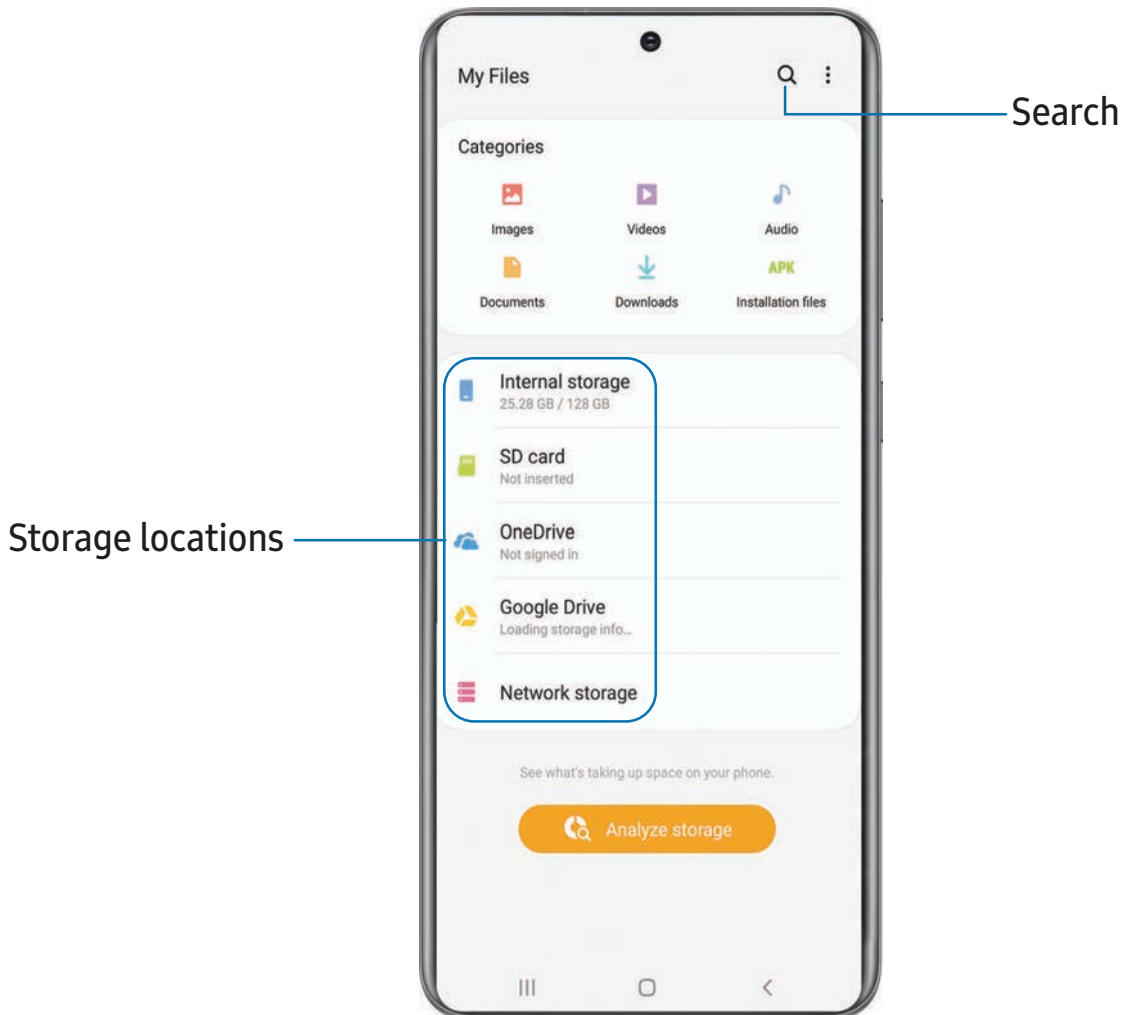 My Files
Search
Categories
Images Videos Audio
APK
Documents Downloads Installation files
Internal storage
25.28 GB / 128 GB
SD card
Not inserted
Storage locations
OneDrive
Not signed in
Google Drive
Loading storage info...
Network storage
See what's taking up space on your phone.
Analyze storage